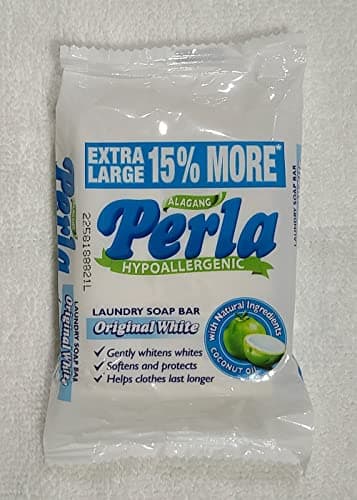 EXTRA LARGE 15% MORE*
ALAGANG
Perla
HYPOALLERGENIC
LAUNDRY SOAP BAR
Original White
✓ Gently whitens whites
✓ Softens and protects
✓ Helps clothes last longer
with Natural Ingredients
COCONUT OIL
2258188821L
Perla
LAUNDRY SOAP BAR
Original White
LAUNDRY SOAP BAR